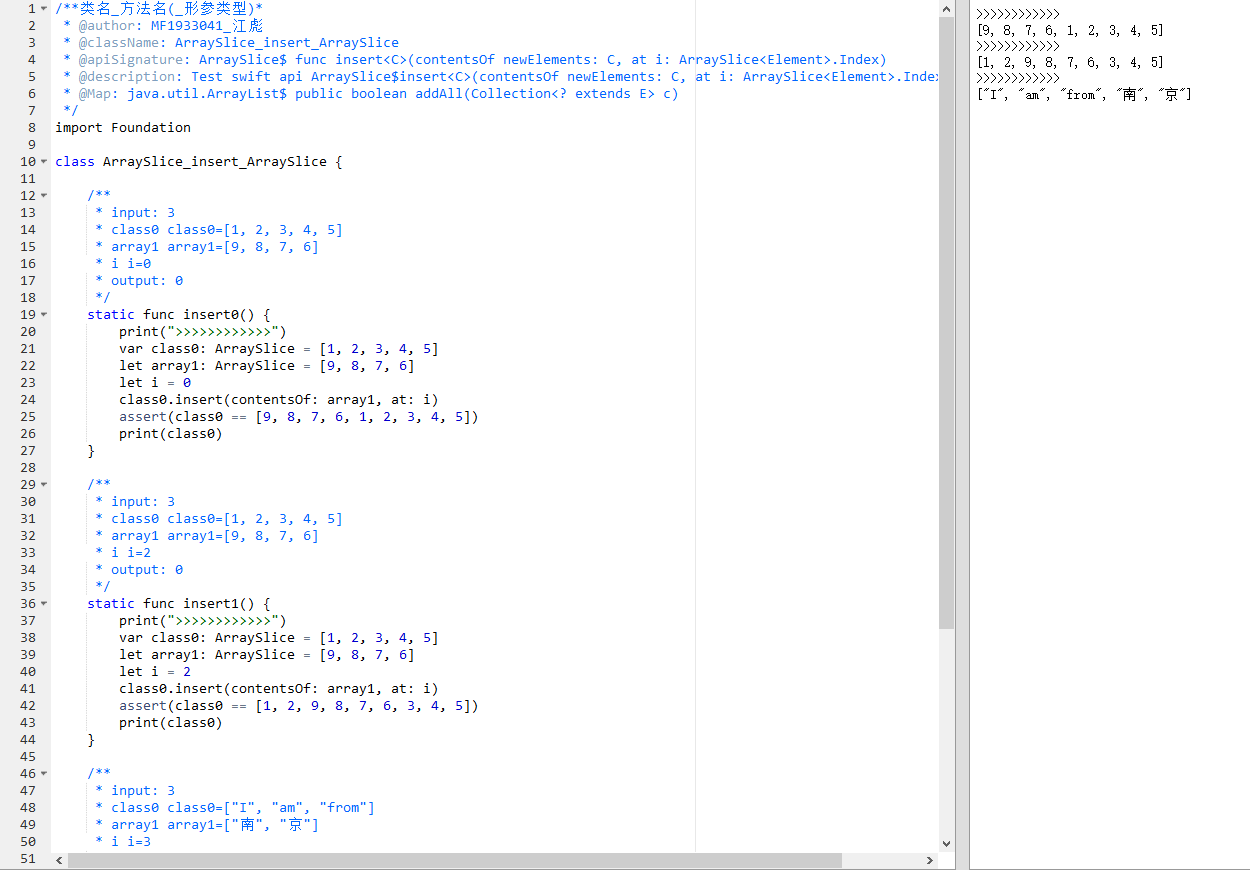 1 /**类名_方法名(_形参类型)*
2  * @author: MF1933041_江彪
3  * @className: ArraySlice_insert_ArraySlice
4  * @apiSignature: ArraySlice$ func insert<C>(contentsOf newElements: C, at i: ArraySlice<Element>.Index)
5  * @description: Test swift api ArraySlice$insert<C>(contentsOf newElements: C, at i: ArraySlice<Element>.Index
6  * @Map: java.util.ArrayList$ public boolean addAll(Collection<? extends E> c)
7  */
8 import Foundation
9
10 class ArraySlice_insert_ArraySlice {
11
12     /**
13      * input: 3
14      * class0 class0=[1, 2, 3, 4, 5]
15      * array1 array1=[9, 8, 7, 6]
16      * i i=0
17      * output: 0
18      */
19     static func insert0() {
20         print(">>>>>>>>>>>>")
21         var class0: ArraySlice = [1, 2, 3, 4, 5]
22         let array1: ArraySlice = [9, 8, 7, 6]
23         let i = 0
24         class0.insert(contentsOf: array1, at: i)
25         assert(class0 == [9, 8, 7, 6, 1, 2, 3, 4, 5])
26         print(class0)
27     }
28
29     /**
30      * input: 3
31      * class0 class0=[1, 2, 3, 4, 5]
32      * array1 array1=[9, 8, 7, 6]
33      * i i=2
34      * output: 0
35      */
36     static func insert1() {
37         print(">>>>>>>>>>>>")
38         var class0: ArraySlice = [1, 2, 3, 4, 5]
39         let array1: ArraySlice = [9, 8, 7, 6]
40         let i = 2
41         class0.insert(contentsOf: array1, at: i)
42         assert(class0 == [1, 2, 9, 8, 7, 6, 3, 4, 5])
43         print(class0)
44     }
45
46     /**
47      * input: 3
48      * class0 class0=["I", "am", "from"]
49      * array1 array1=["南", "京"]
50      * i i=3
51
>>>>>>>>>>>>
[9, 8, 7, 6, 1, 2, 3, 4, 5]
>>>>>>>>>>>>
[1, 2, 9, 8, 7, 6, 3, 4, 5]
>>>>>>>>>>>>
["I", "am", "from", "南", "京"]